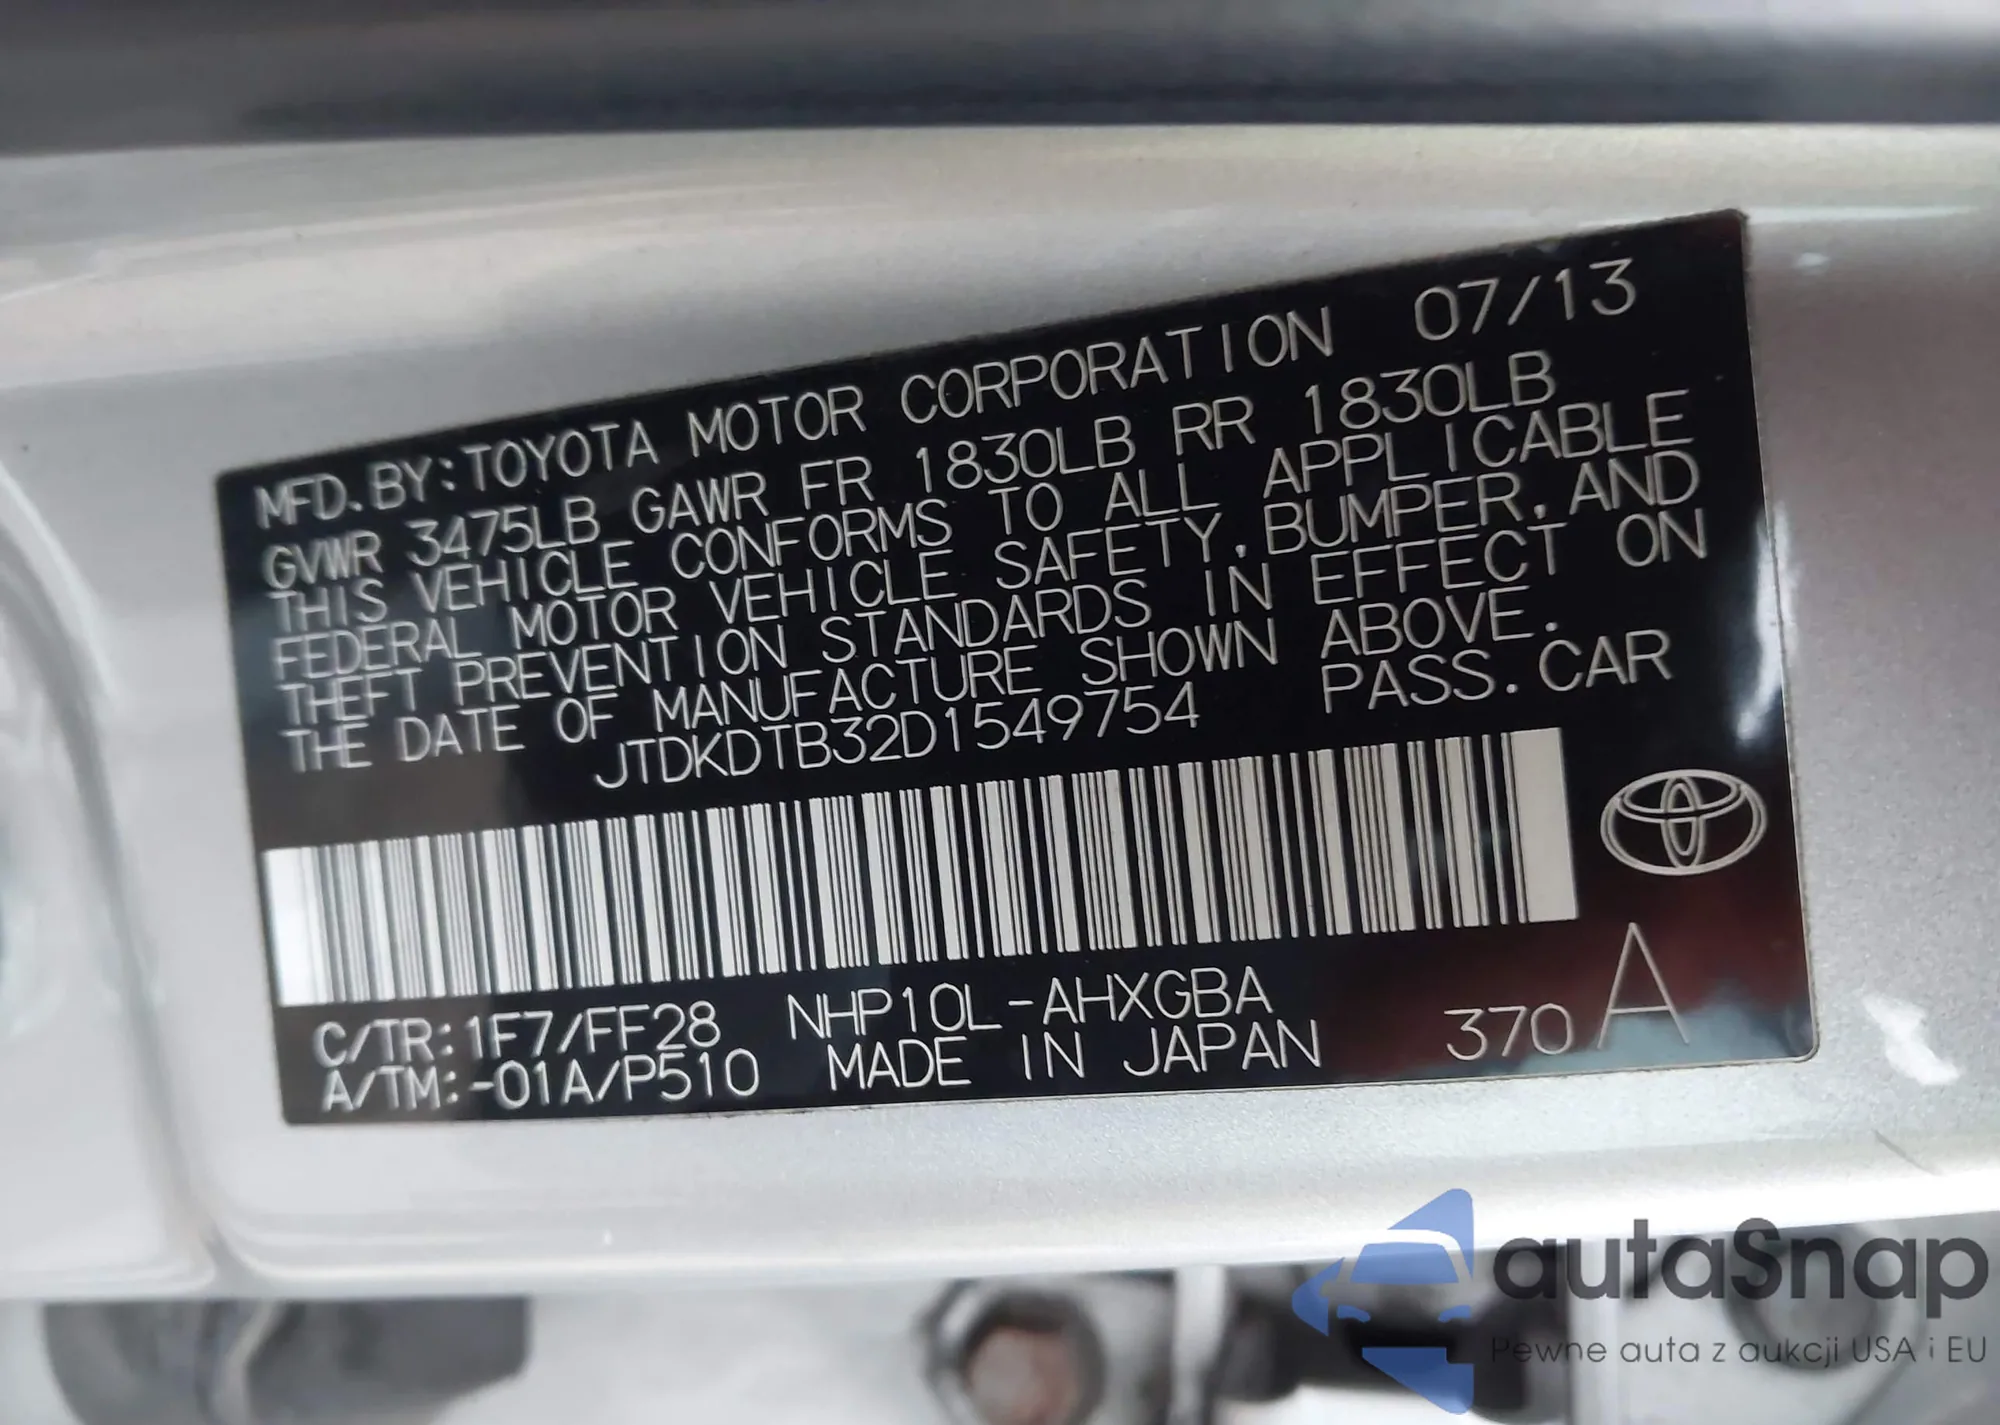 MFD.BY:TOYOTA MOTOR CORPORATION 07/13
GVWR 3475LB GAWR FR 1830LB RR 1830LB
THIS VEHICLE CONFORMS TO ALL APPLICABLE
FEDERAL MOTOR VEHICLE SAFETY,BUMPER,AND
THEFT PREVENTION STANDARDS IN EFFECT ON
THE DATE OF MANUFACTURE SHOWN ABOVE.
JTDKDTB32D1549754 PASS.CAR
C/TR:1F7/FF28 NHP10L-AHXGBA
A/TM:-01A/P510 MADE IN JAPAN 370 A
autaSnap
Pewne auta z aukcji USA i EU